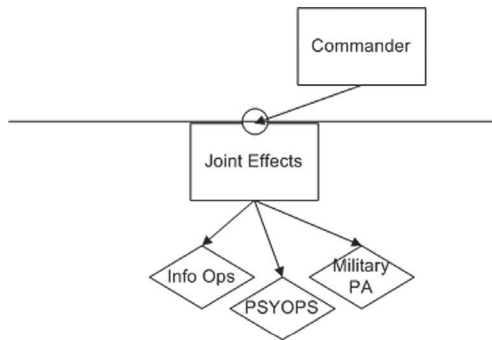 Commander
Joint Effects
Info Ops
Military
PA
PSYOPS